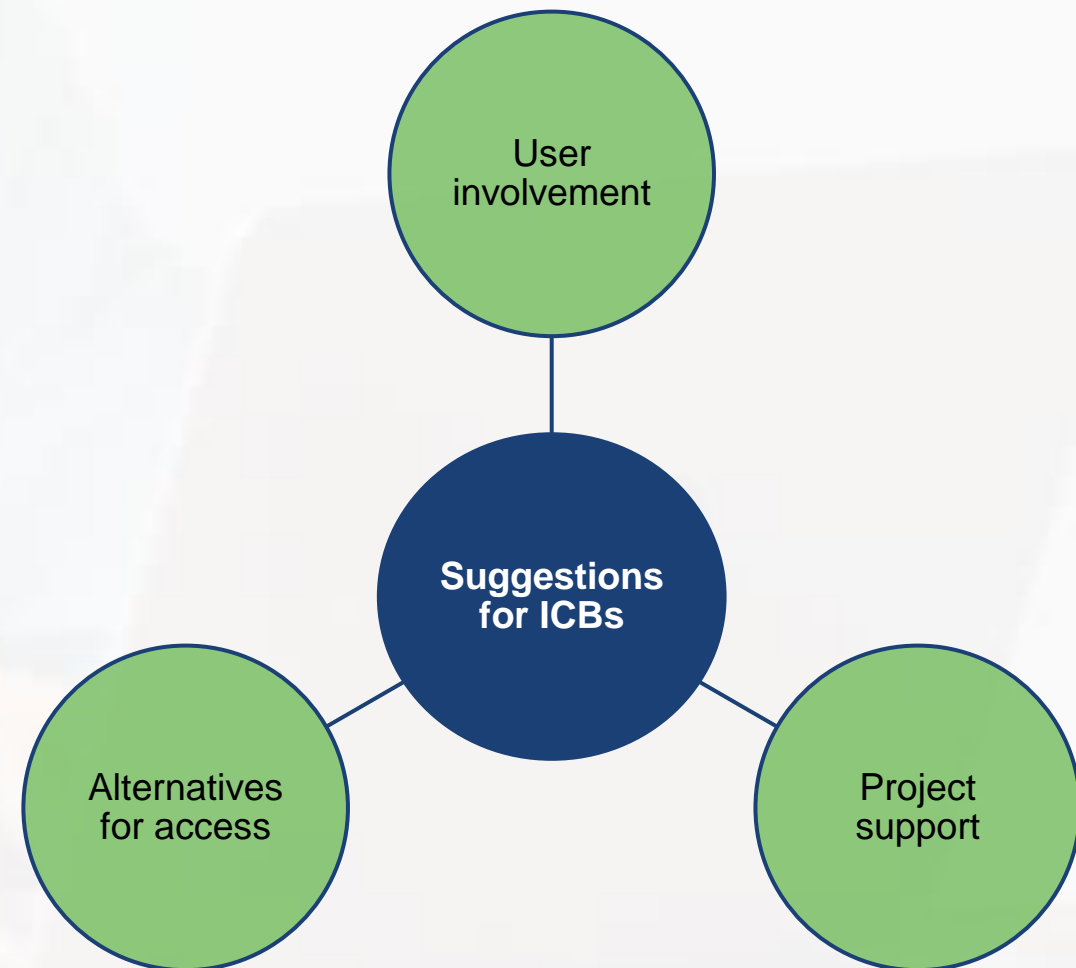 User
involvement
Suggestions
for ICBs
Alternatives
for access
Project
support